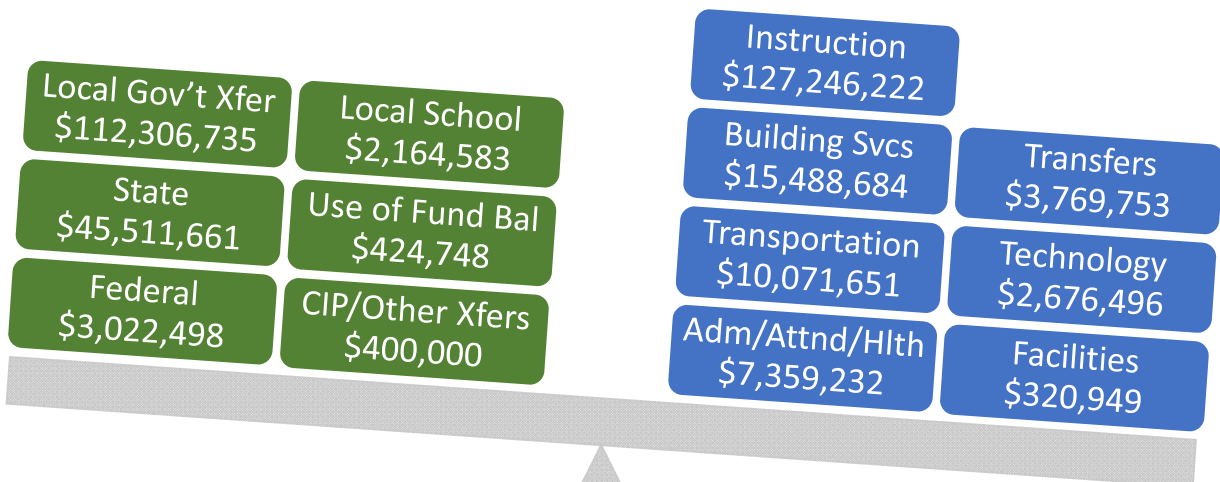 Local Gov't Xfer
$112,306,735
Local School
$2,164,583
State
$45,511,661
Use of Fund Bal
$424,748
Federal
$3,022,498
CIP/Other Xfers
$400,000
Instruction
$127,246,222
Building Svcs
$15,488,684
Transfers
$3,769,753
Transportation
$10,071,651
Technology
$2,676,496
Adm/Attnd/Hlth
$7,359,232
Facilities
$320,949